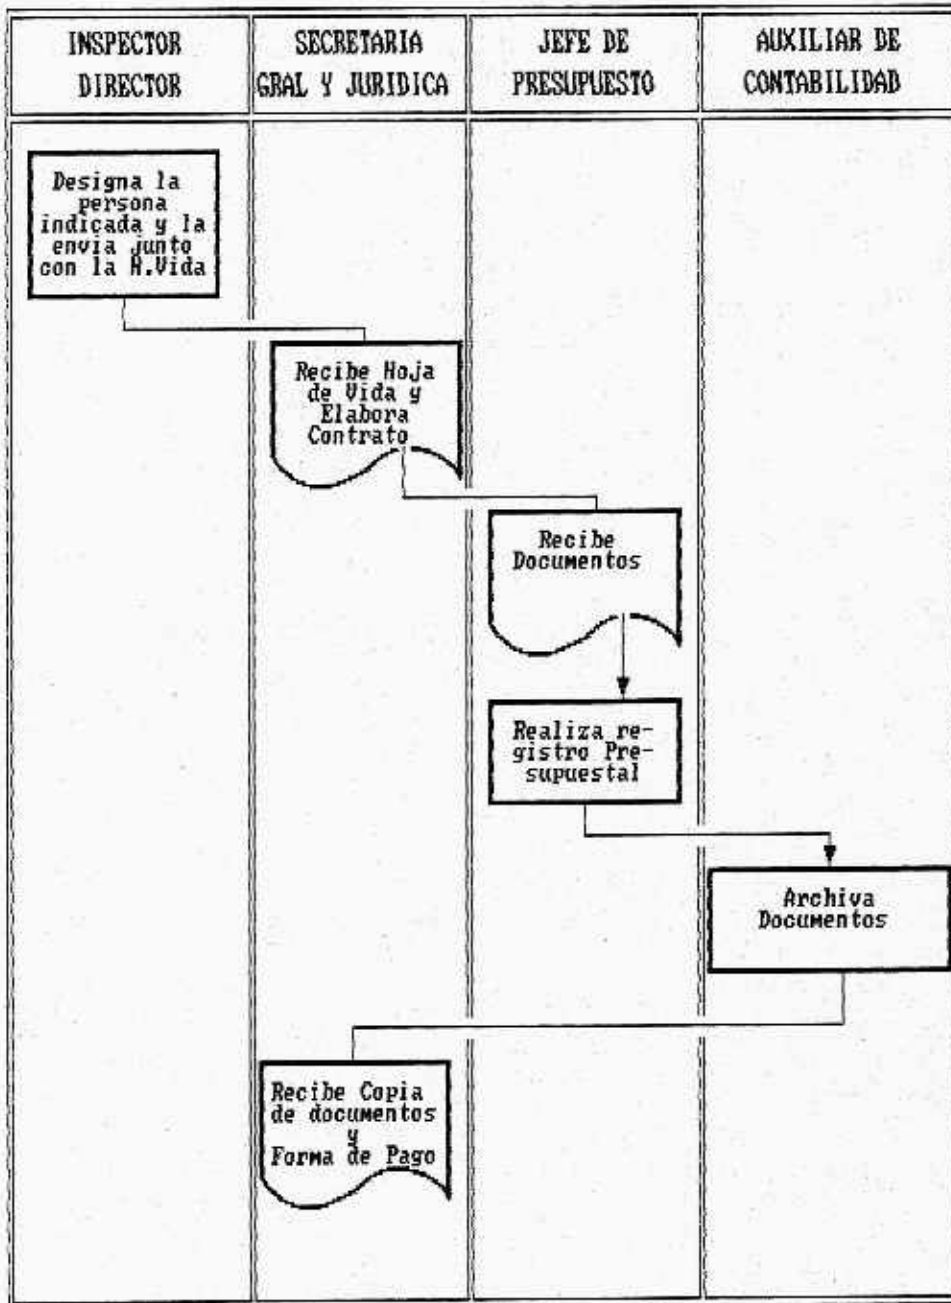 INSPECTOR
DIRECTOR
SECRETARIA
GRAL Y JURIDICA
JEFE DE
PRESUPUESTO
AUXILIAR DE
CONTABILIDAD
Designa la
persona
indicada y la
envia junto
con la H.Vida
Recibe Hoja
de Vida y
Elabora
Contrato
Recibe
Documentos
Realiza re-
gistro Pre-
supuestal
Archiva
Documentos
Recibe Copia
de documentos
y
Forma de Pago